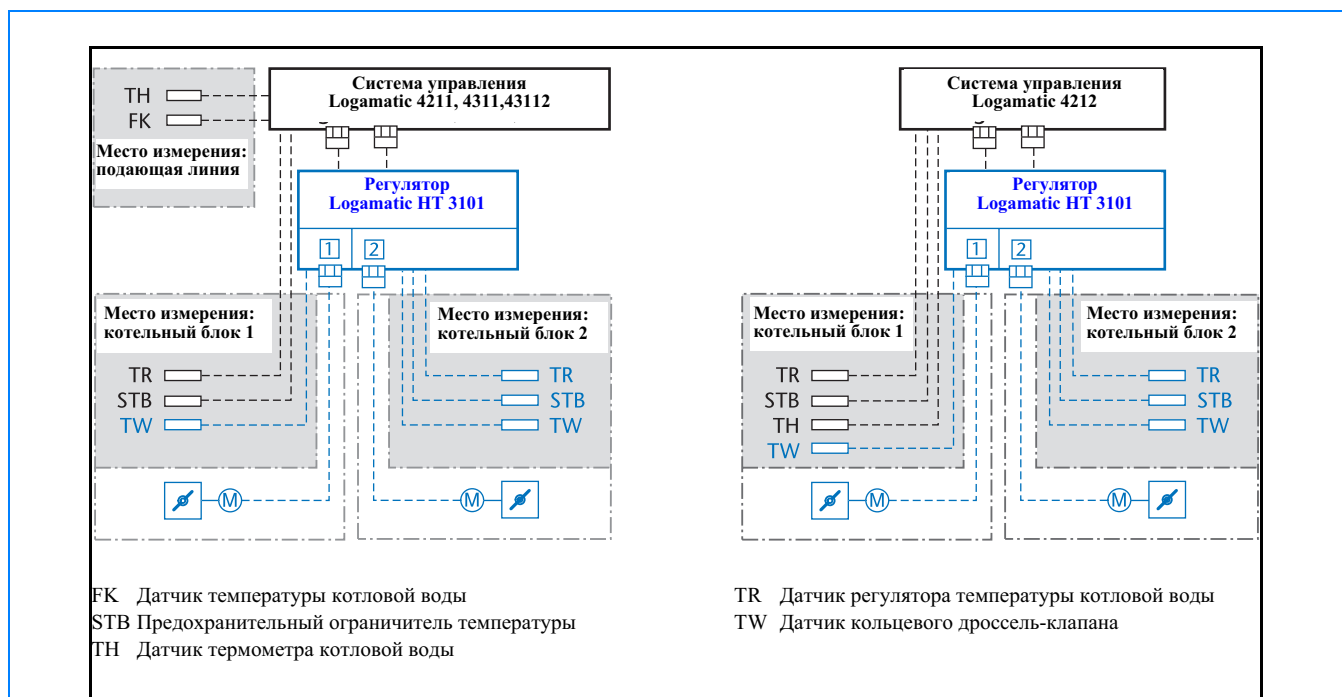 TH
FK
Место измерения:
подающая линия
Система управления
Logamatic 4211, 4311,43112
Регулятор
Logamatic HT 3101
1
2
Место измерения:
котельный блок 1
TR
STB
TW
M
Место измерения:
котельный блок 2
TR
STB
TW
M
Система управления
Logamatic 4212
Регулятор
Logamatic HT 3101
1
2
Место измерения:
котельный блок 1
TR
STB
TH
TW
M
Место измерения:
котельный блок 2
TR
STB
TW
M
FK Датчик температуры котловой воды
STB Предохранительный ограничитель температуры
TH Датчик термометра котловой воды
TR Датчик регулятора температуры котловой воды
TW Датчик кольцевого дроссель-клапана